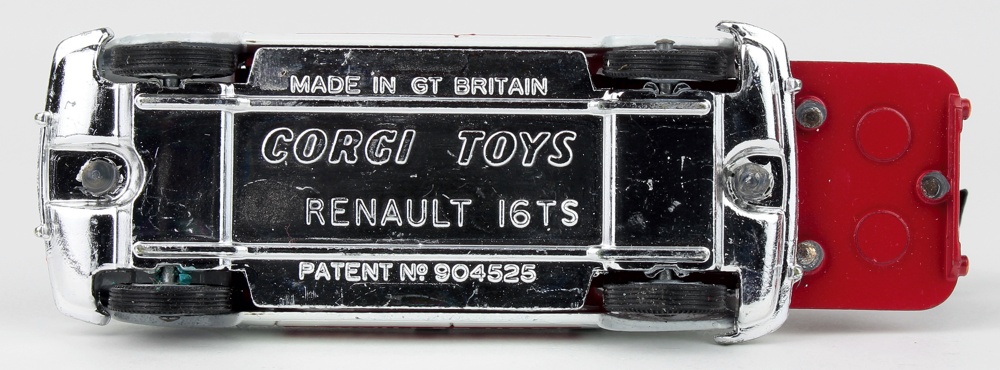 MADE IN GT BRITAIN
CORGI TOYS
RENAULT 16TS
PATENT Nº 904525